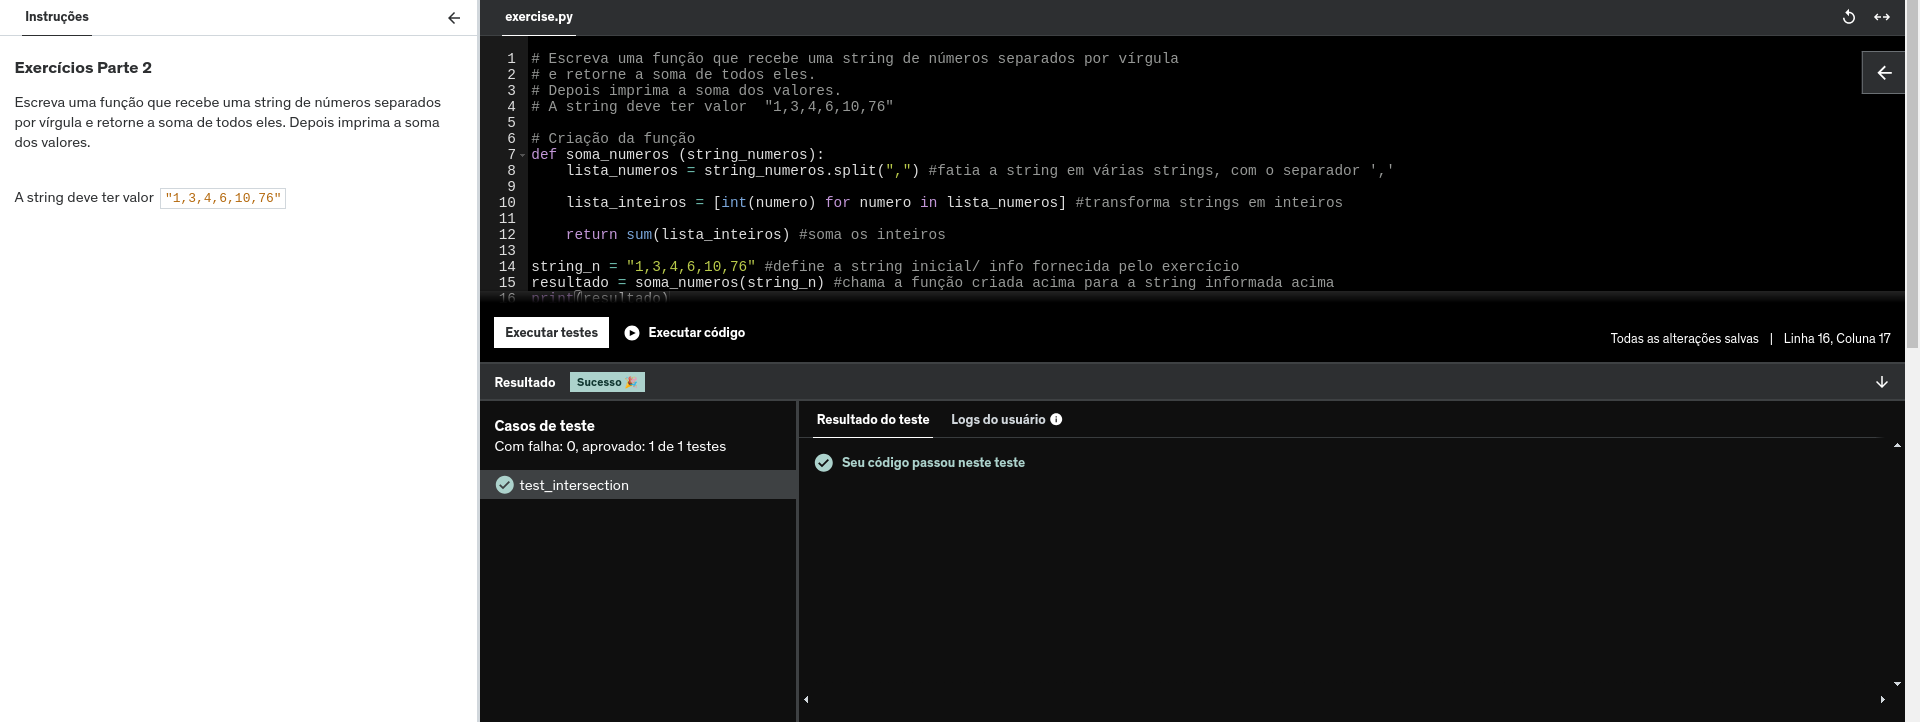 Instruções
Exercícios Parte 2
Escreva uma função que recebe uma string de números separados
por vírgula e retorne a soma de todos eles. Depois imprima a soma
dos valores.
A string deve ter valor "1,3,4,6,10,76"
exercise.py
1 # Escreva uma função que recebe uma string de números separados por vírgula
2 # e retorne a soma de todos eles.
3 # Depois imprima a soma dos valores.
4 # A string deve ter valor  "1,3,4,6,10,76"
5
6 # Criação da função
7 def soma_numeros (string_numeros):
8     lista_numeros = string_numeros.split(",") #fatia a string em várias strings, com o separador ','
9
10     lista_inteiros = [int(numero) for numero in lista_numeros] #transforma strings em inteiros
11
12     return sum(lista_inteiros) #soma os inteiros
13
14 string_n = "1,3,4,6,10,76" #define a string inicial/ info fornecida pelo exercício
15 resultado = soma_numeros(string_n) #chama a função criada acima para a string informada acima
16 print(resultado)
Executar testes
Executar código
Todas as alterações salvas | Linha 16, Coluna 17
Resultado Sucesso 🎉
Casos de teste
Com falha: 0, aprovado: 1 de 1 testes
test_intersection
Resultado do teste
Logs do usuário
Seu código passou neste teste